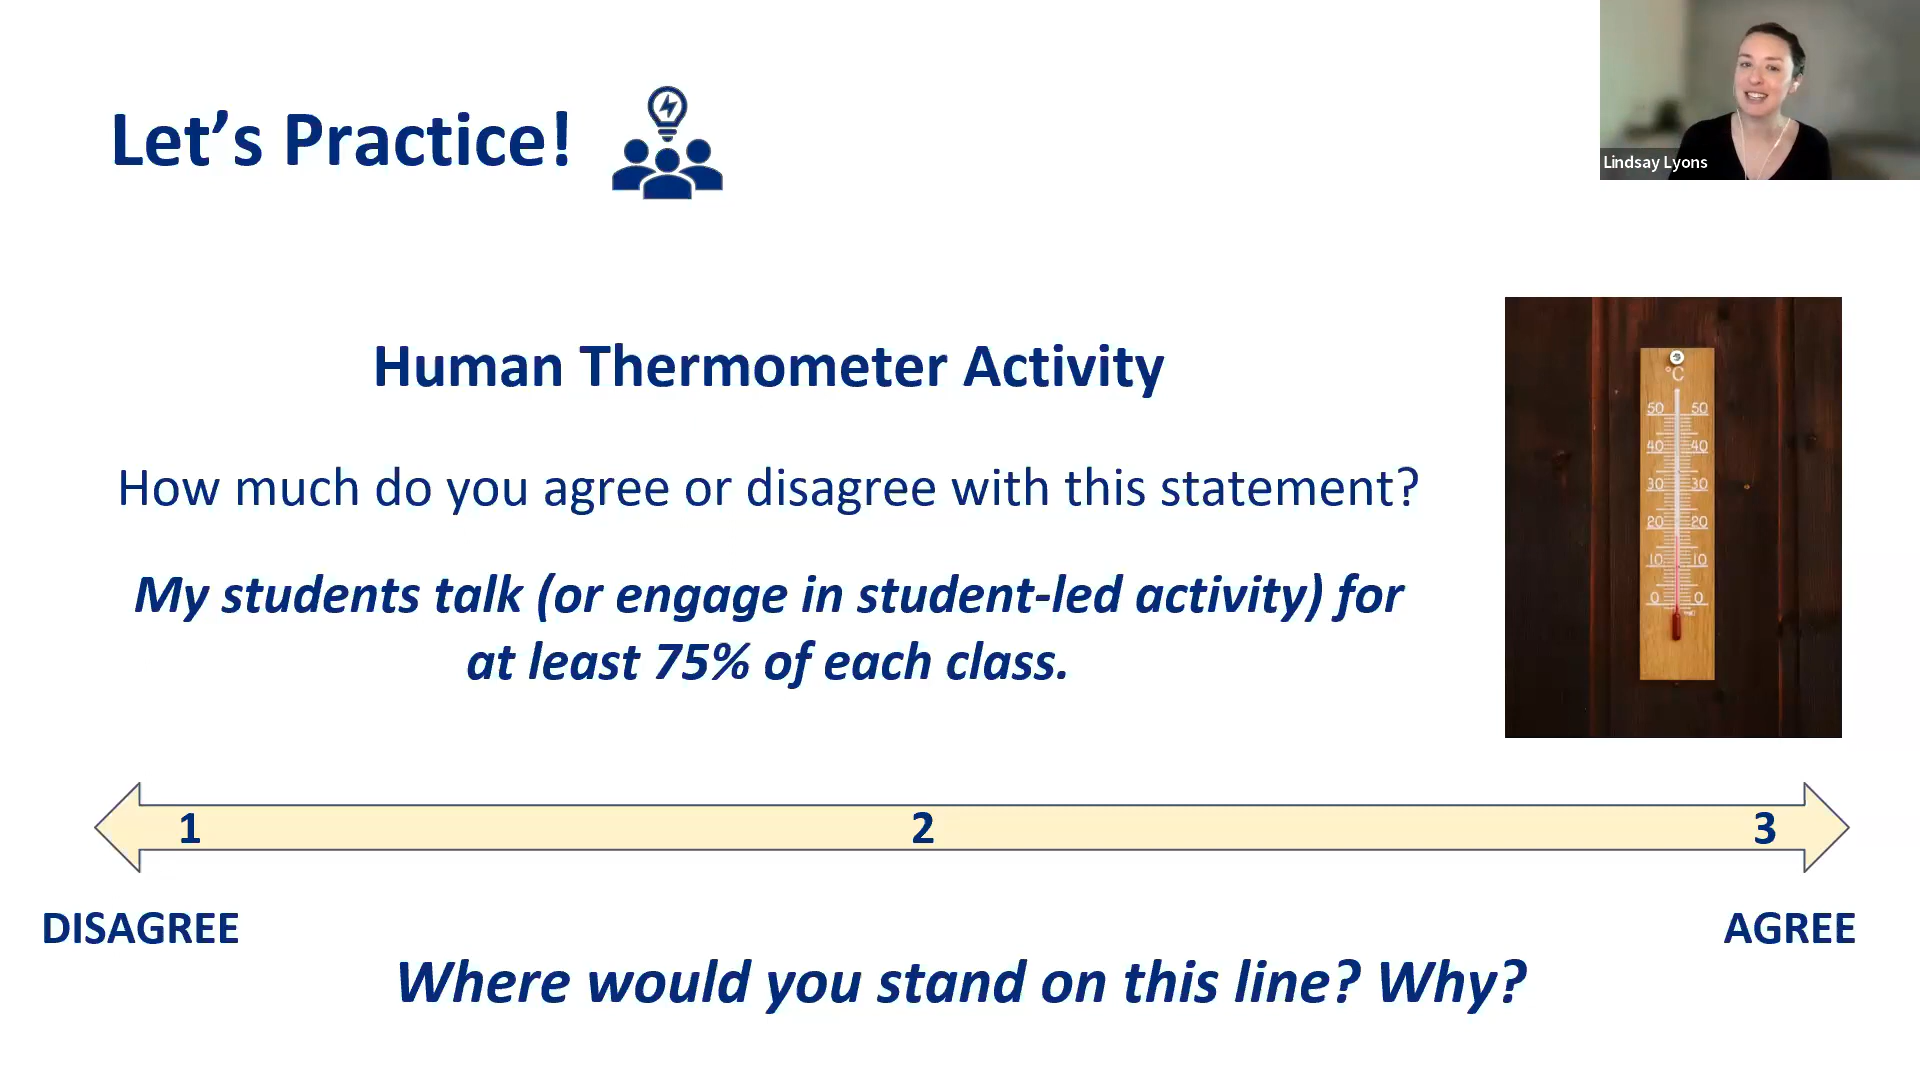 Let’s Practice!
Lindsay Lyons
Human Thermometer Activity
How much do you agree or disagree with this statement?
My students talk (or engage in student-led activity) for
at least 75% of each class.
°C
50 50
40 40
30 30
20 20
10 10
0 0
1 2 3
DISAGREE AGREE
Where would you stand on this line? Why?